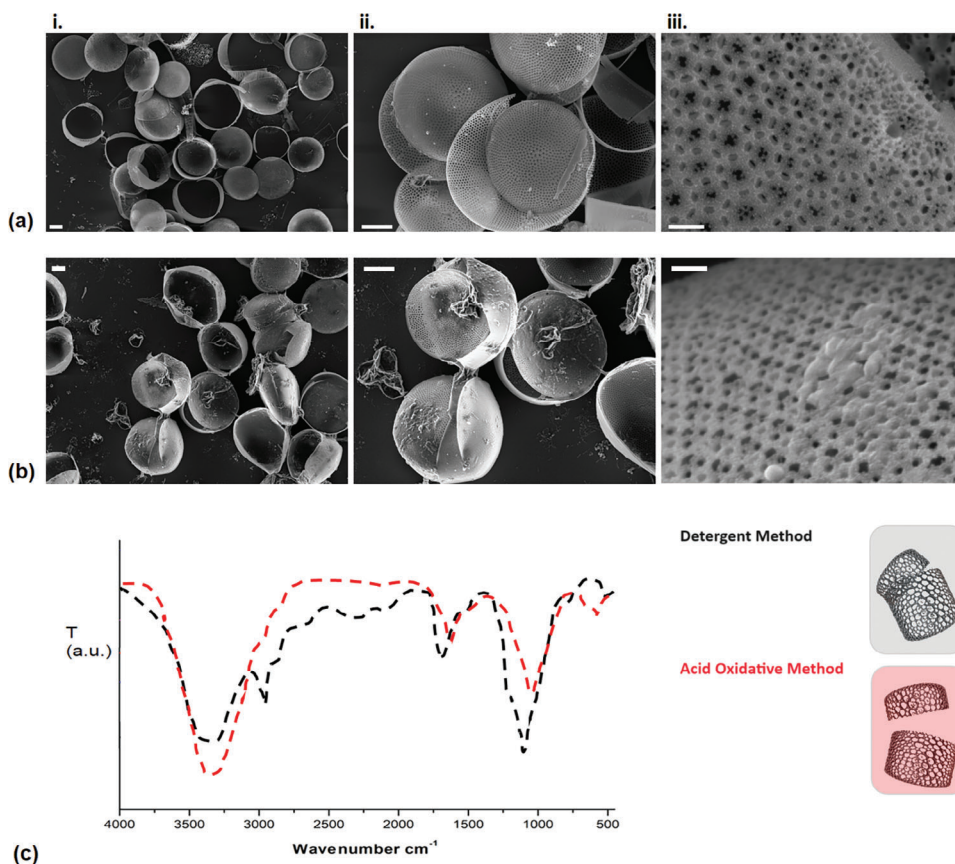 i. ii. iii.
(a)
(b)
Detergent Method
T
(a.u.)
Acid Oxidative Method
4000 3500 3000 2500 2000 1500 1000 500
Wavenumber cm⁻¹
(c)